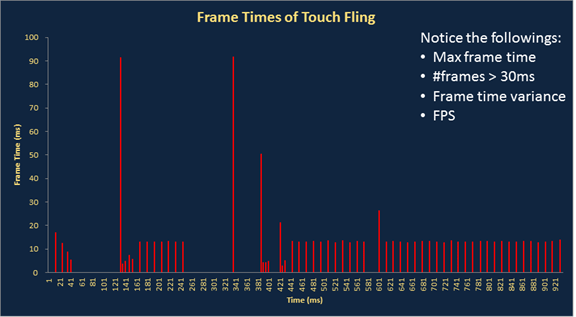 Frame Times of Touch Fling
Notice the followings:
• Max frame time
• #frames > 30ms
• Frame time variance
• FPS
Frame Time (ms)
100
90
80
70
60
50
40
30
20
10
0
1 21 41 61 81 101 121 141 161 181 201 221 241 261 281 301 321 341 361 381 401 421 441 461 481 501 521 541 561 581 601 621 641 661 681 701 721 741 761 781 801 821 841 861 881 901 921
Time (ms)